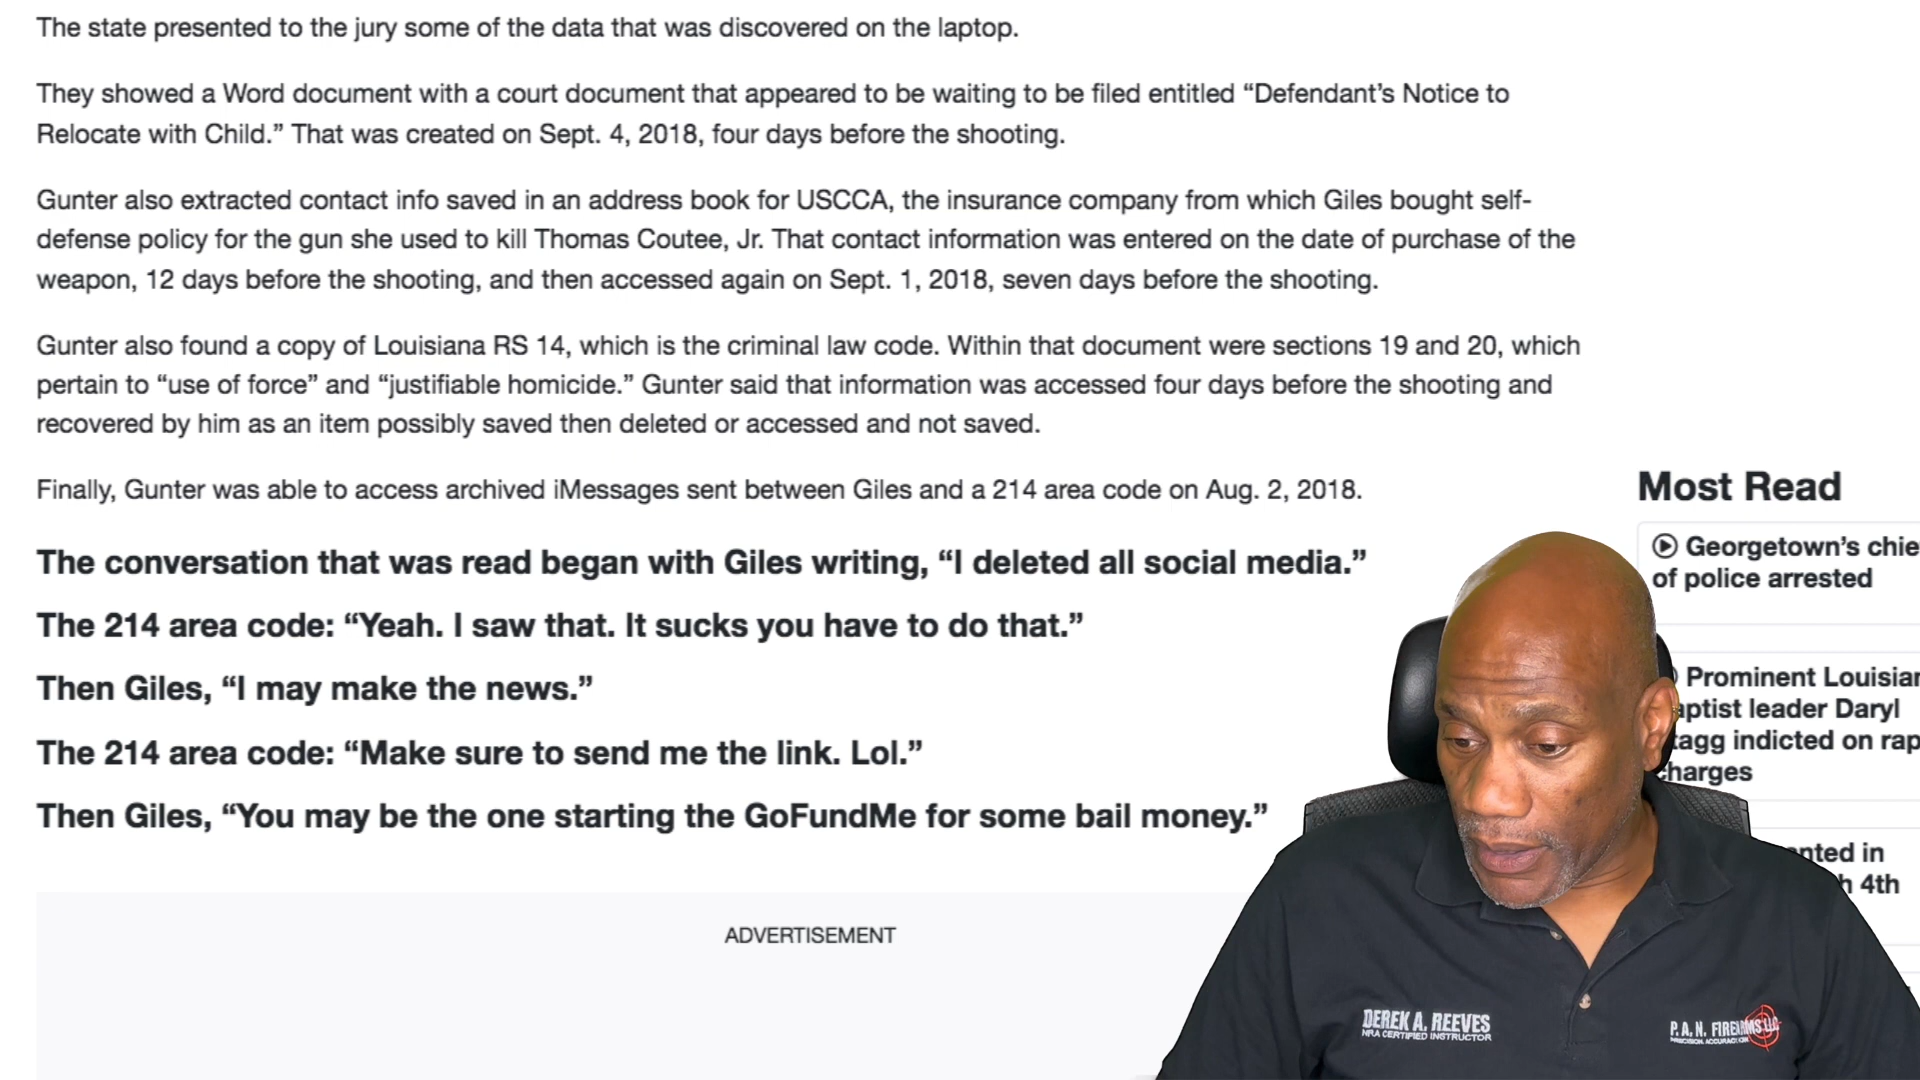 The state presented to the jury some of the data that was discovered on the laptop.
They showed a Word document with a court document that appeared to be waiting to be filed entitled “Defendant’s Notice to
Relocate with Child.” That was created on Sept. 4, 2018, four days before the shooting.
Gunter also extracted contact info saved in an address book for USCCA, the insurance company from which Giles bought self-
defense policy for the gun she used to kill Thomas Coutee, Jr. That contact information was entered on the date of purchase of the
weapon, 12 days before the shooting, and then accessed again on Sept. 1, 2018, seven days before the shooting.
Gunter also found a copy of Louisiana RS 14, which is the criminal law code. Within that document were sections 19 and 20, which
pertain to “use of force” and “justifiable homicide.” Gunter said that information was accessed four days before the shooting and
recovered by him as an item possibly saved then deleted or accessed and not saved.
Finally, Gunter was able to access archived iMessages sent between Giles and a 214 area code on Aug. 2, 2018.
The conversation that was read began with Giles writing, “I deleted all social media.”
The 214 area code: “Yeah. I saw that. It sucks you have to do that.”
Then Giles, “I may make the news.”
The 214 area code: “Make sure to send me the link. Lol.”
Then Giles, “You may be the one starting the GoFundMe for some bail money.”
ADVERTISEMENT
Most Read
Georgetown’s chie
of police arrested
Prominent Louisian
aptist leader Daryl
tagg indicted on rap
charges
nted in
h 4th
DEREK A. REEVES
NRA CERTIFIED INSTRUCTOR
P.A.N. FIREARMS LLC